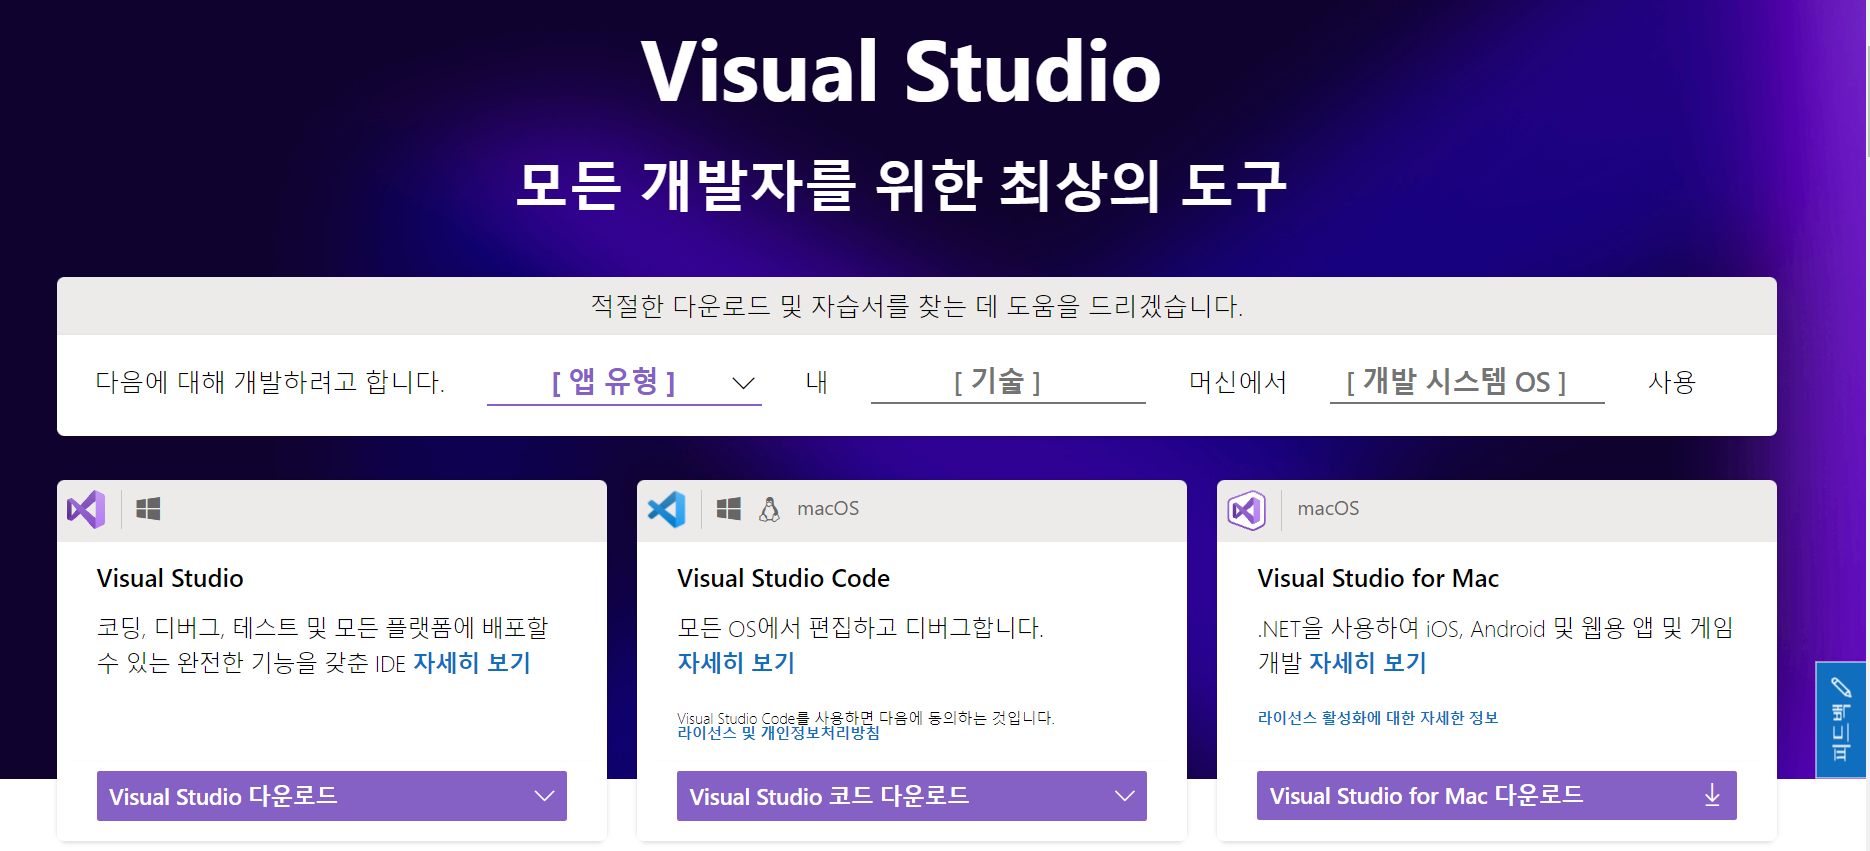 Visual Studio
모든 개발자를 위한 최상의 도구
적절한 다운로드 및 자습서를 찾는 데 도움을 드리겠습니다.
다음에 대해 개발하려고 합니다. [ 앱 유형 ] 내 [ 기술 ] 머신에서 [ 개발 시스템 OS ] 사용
Visual Studio
코딩, 디버그, 테스트 및 모든 플랫폼에 배포할
수 있는 완전한 기능을 갖춘 IDE 자세히 보기
Visual Studio 다운로드
macOS
Visual Studio Code
모든 OS에서 편집하고 디버그합니다.
자세히 보기
Visual Studio Code를 사용하면 다음에 동의하는 것입니다.
라이선스 및 개인정보처리방침
Visual Studio 코드 다운로드
macOS
Visual Studio for Mac
.NET을 사용하여 iOS, Android 및 웹용 앱 및 게임
개발 자세히 보기
라이선스 활성화에 대한 자세한 정보
Visual Studio for Mac 다운로드
피드백